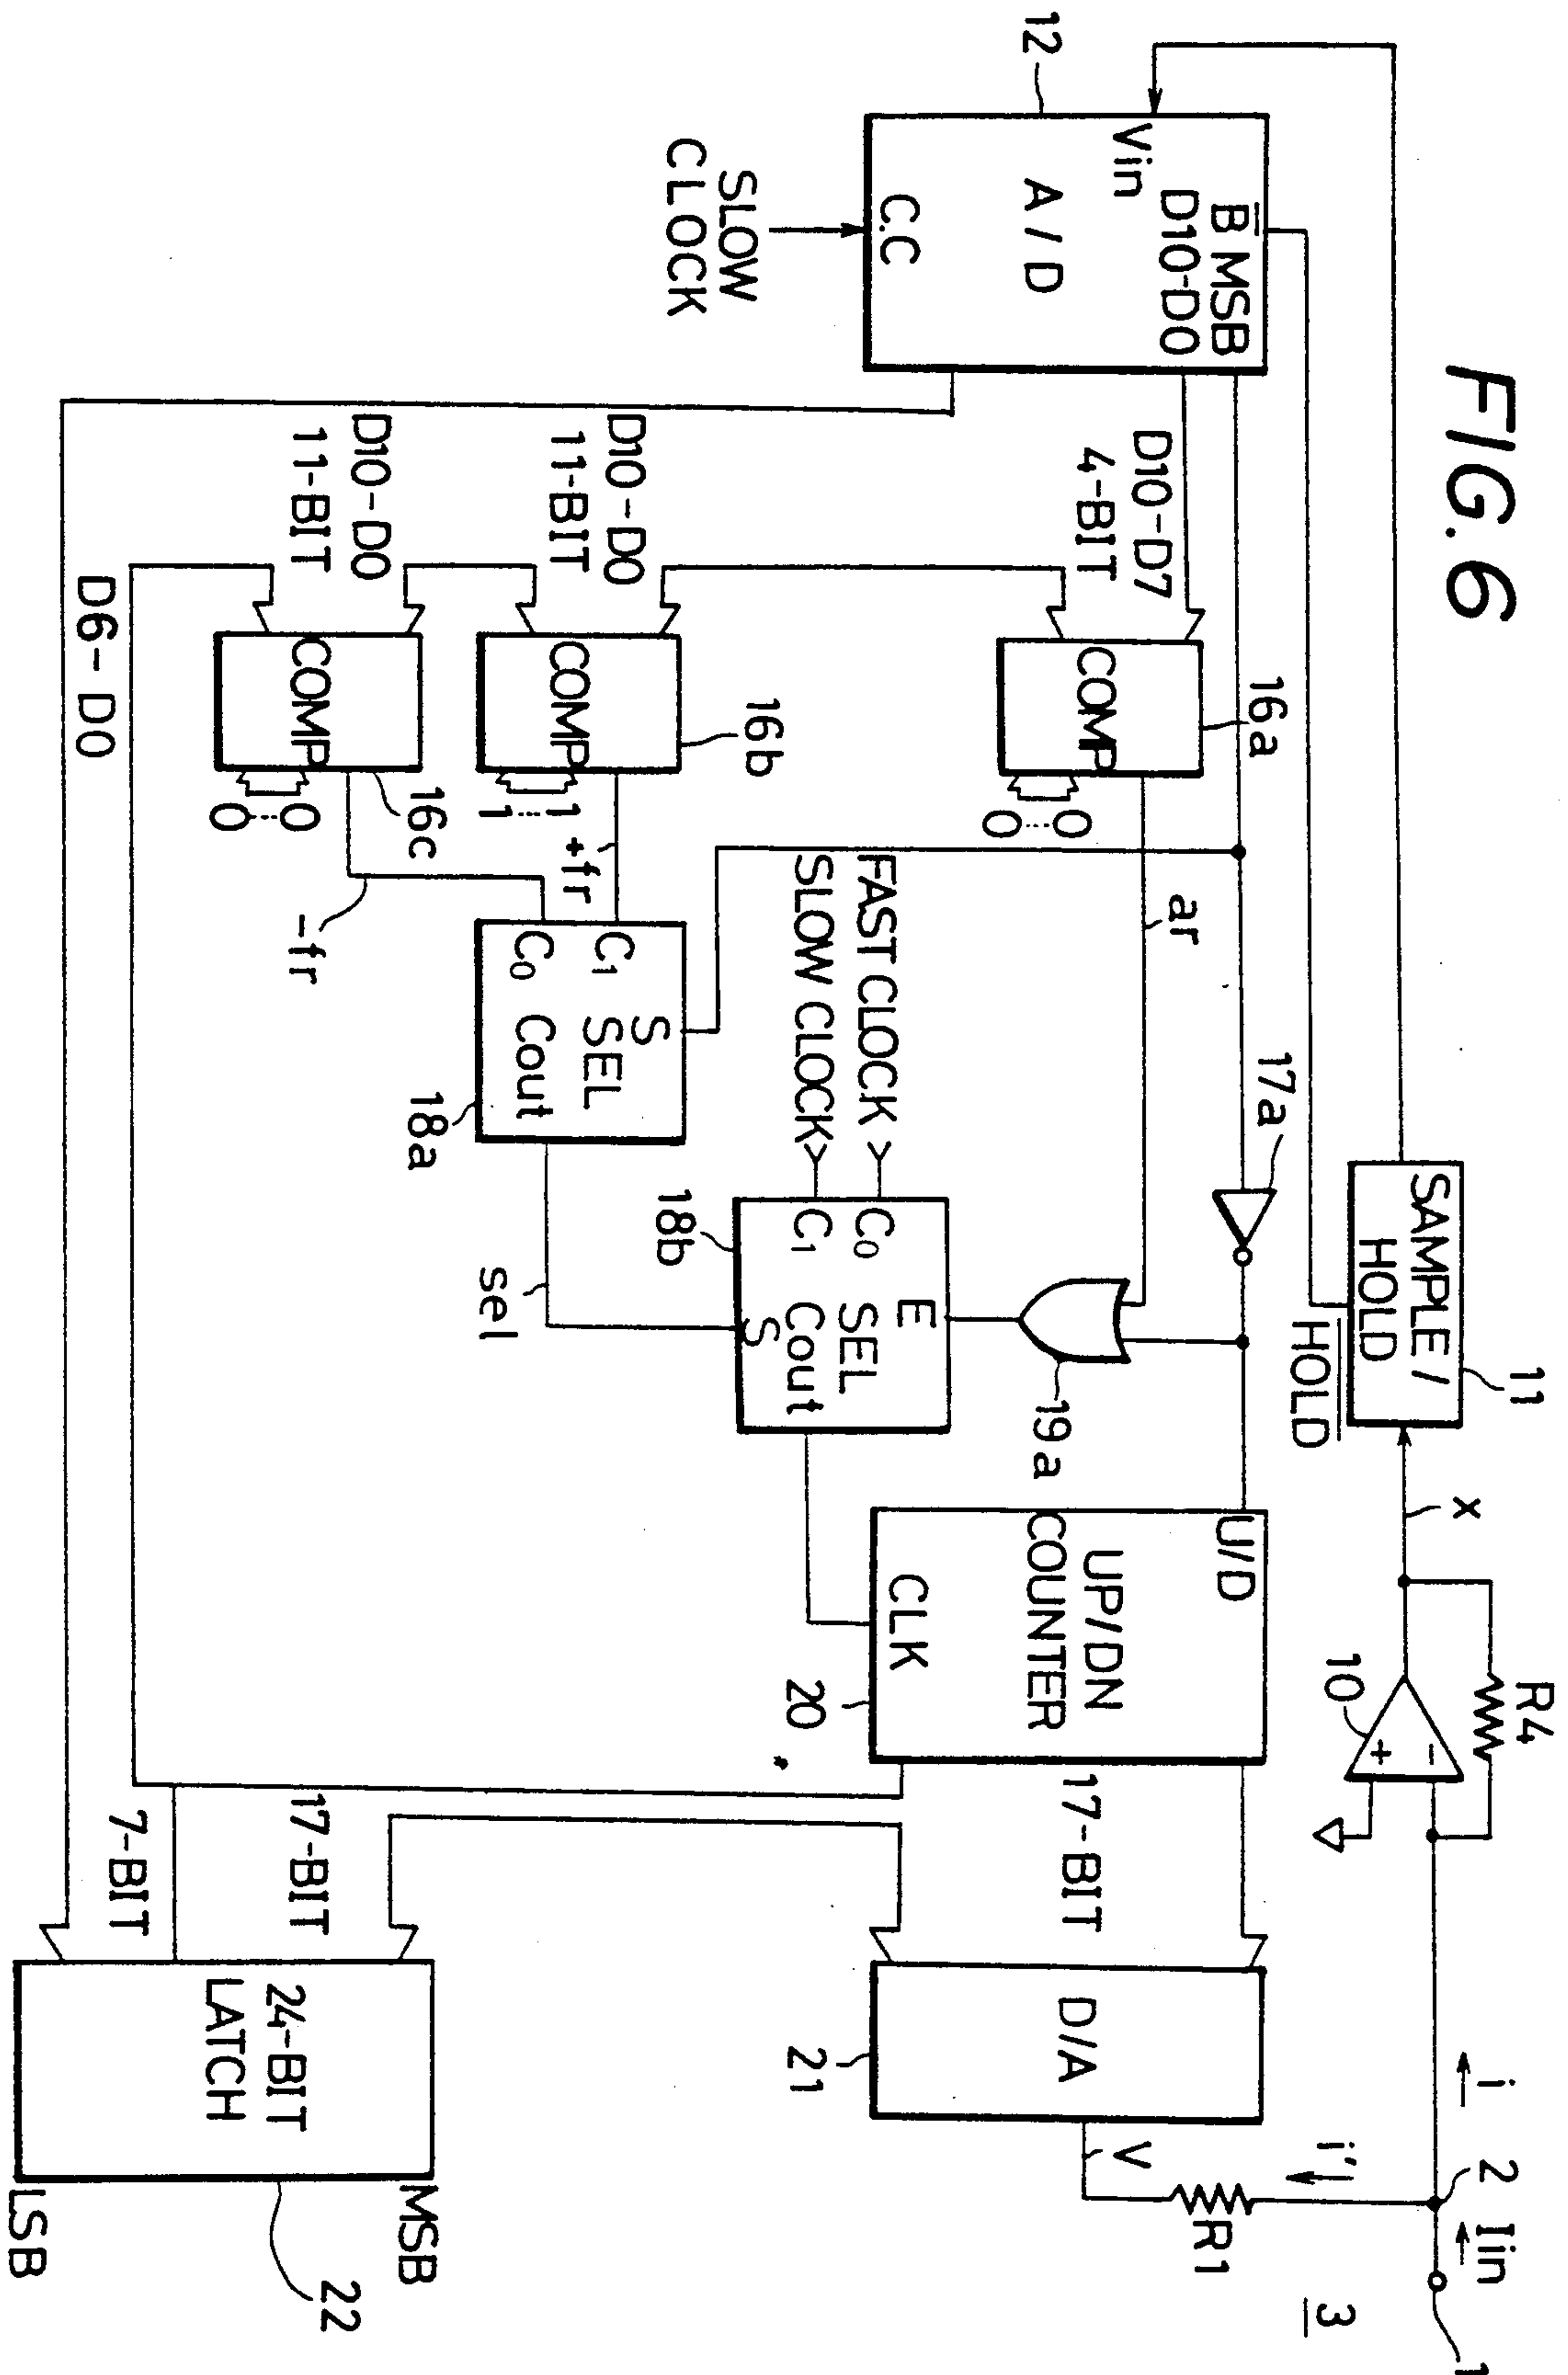 FIG. 6
R4
10
−
+
x
11
SAMPLE /
HOLD
HOLD
i
2
Iin
1
i'
3
R1
V
12
Vin
B MSB
D10-D0
A / D
C.C
SLOW
CLOCK
D10-D7
4-BIT
16a
COMP
0...0
ar
17a
19a
U/D
UP/DN
COUNTER
CLK
20
17-BIT
D/A
21
FAST CLOCK >
SLOW CLOCK >
C0
C1
E
SEL
Cout
S
18b
D10-D0
11-BIT
16b
COMP
1...1
+fr
C1
C0
S
SEL
Cout
18a
sel
D10-D0
11-BIT
COMP
16c
0...0
-fr
D6-D0
17-BIT
7-BIT
24-BIT
LATCH
MSB
LSB
22